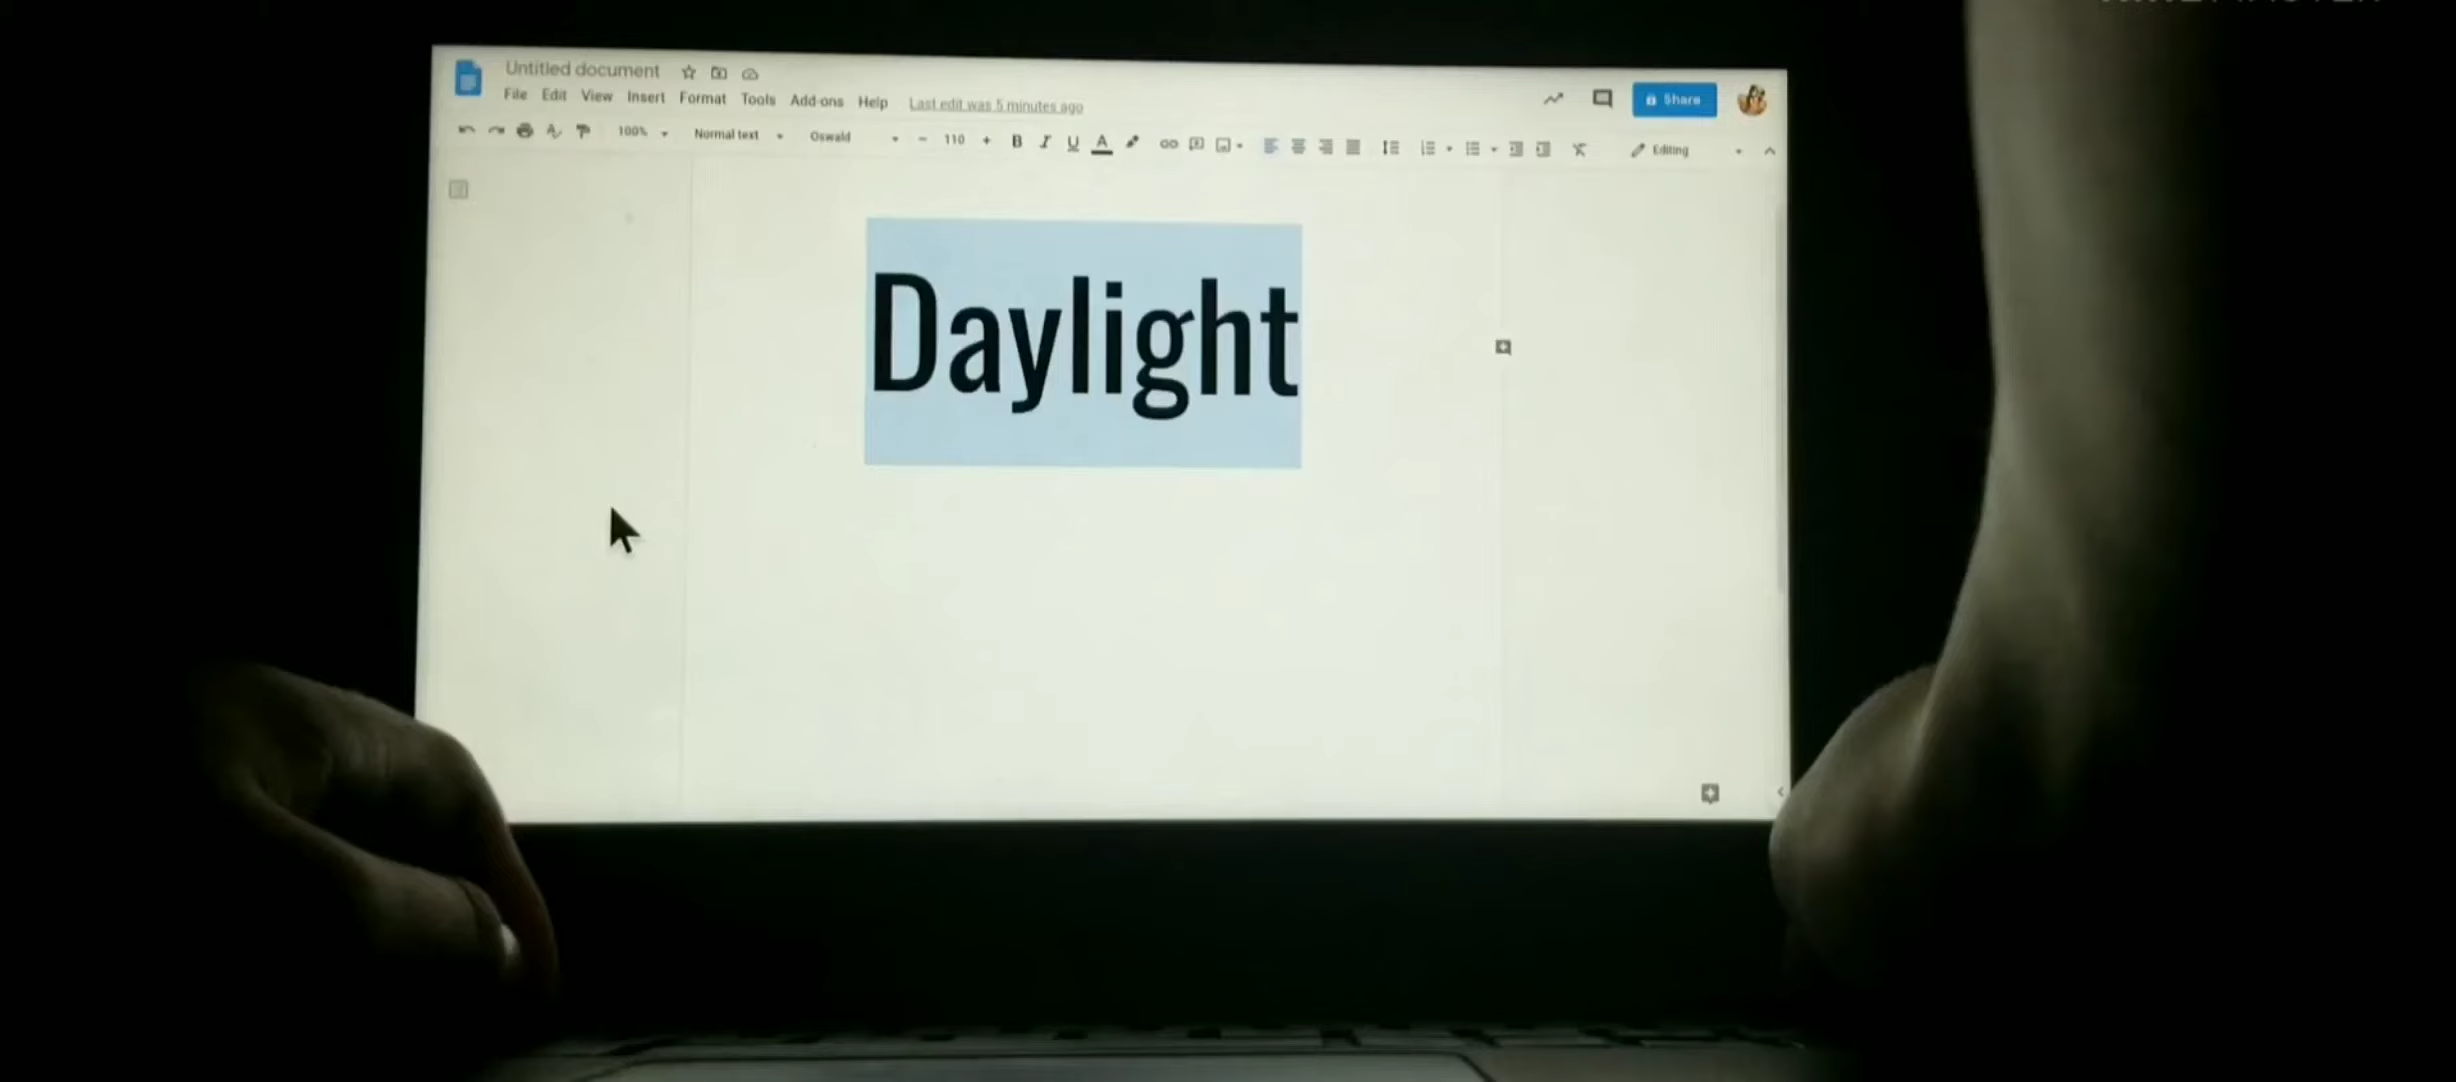 Untitled document
File Edit View Insert Format Tools Add-ons Help Last edit was 5 minutes ago
Share
100% Normal text Oswald - 110 + B I U A Editing
Daylight